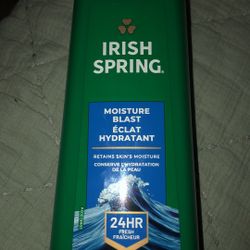 IRISH
SPRING.
MOISTURE
BLAST
ÉCLAT
HYDRATANT
RETAINS SKIN'S MOISTURE
CONSERVE L'HYDRATATION
DE LA PEAU
24HR
FRESH
FRAÎCHEUR